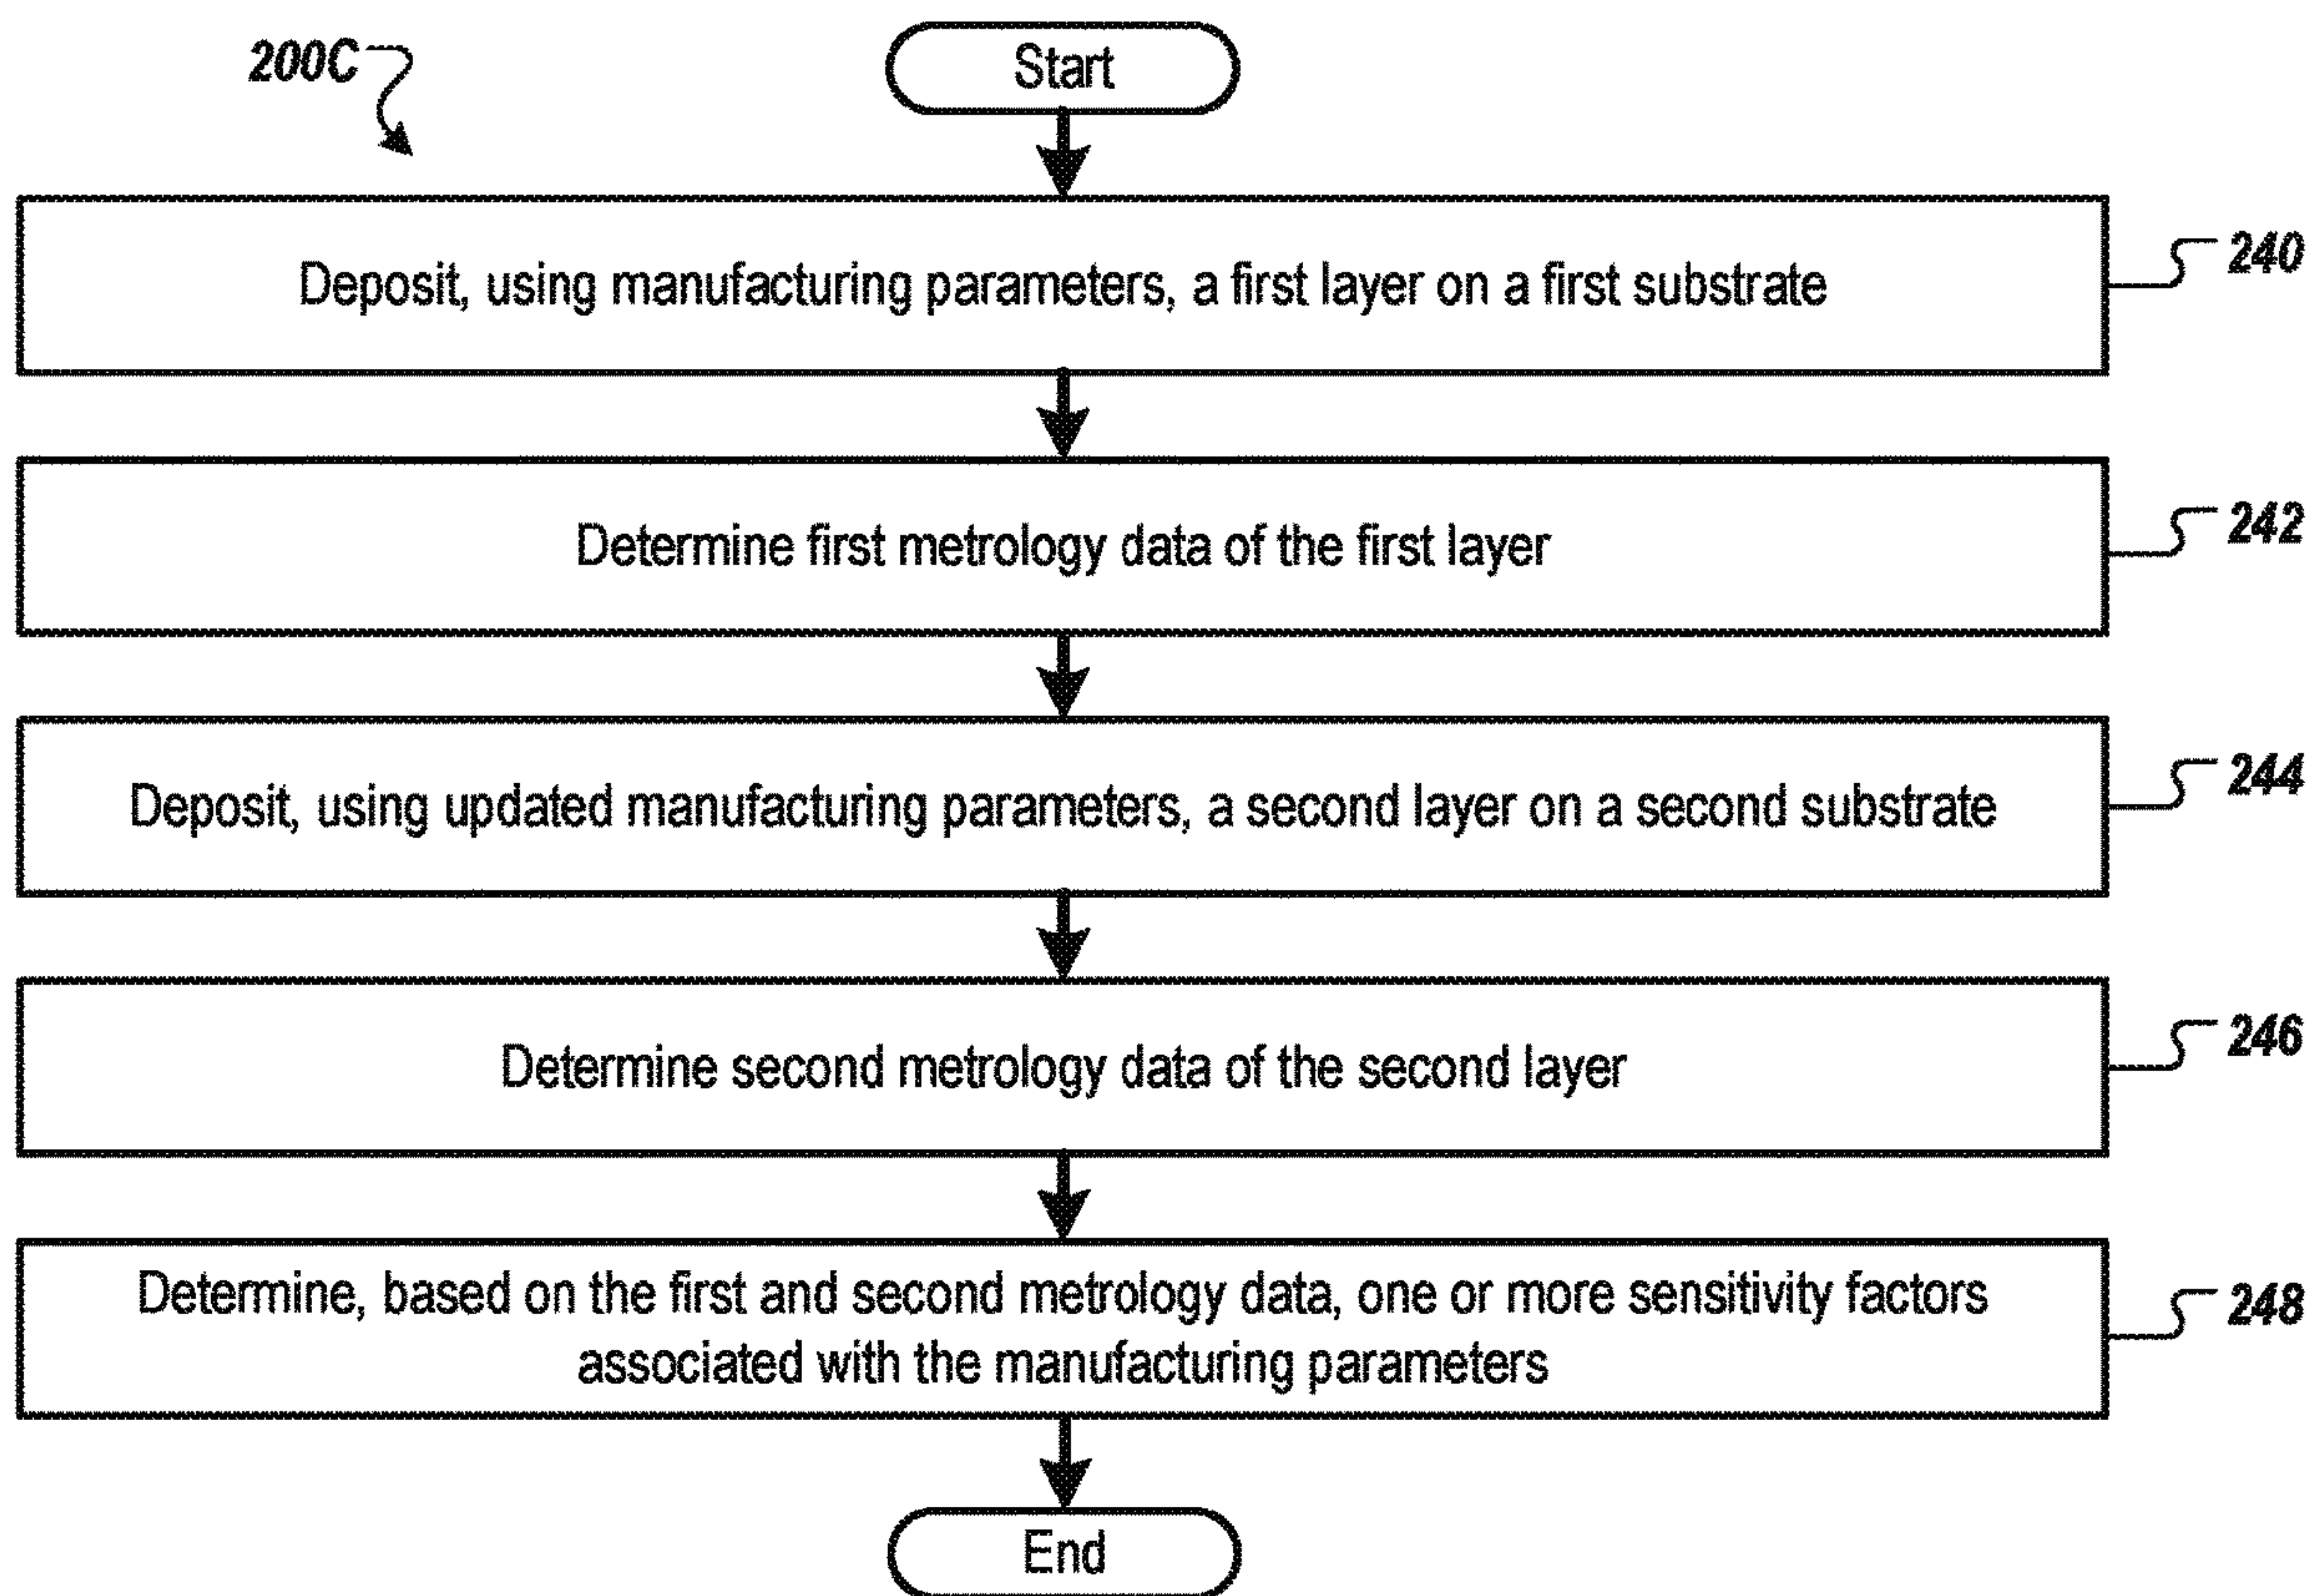 200C
Start
Deposit, using manufacturing parameters, a first layer on a first substrate
240
Determine first metrology data of the first layer
242
Deposit, using updated manufacturing parameters, a second layer on a second substrate
244
Determine second metrology data of the second layer
246
Determine, based on the first and second metrology data, one or more sensitivity factors
associated with the manufacturing parameters
248
End